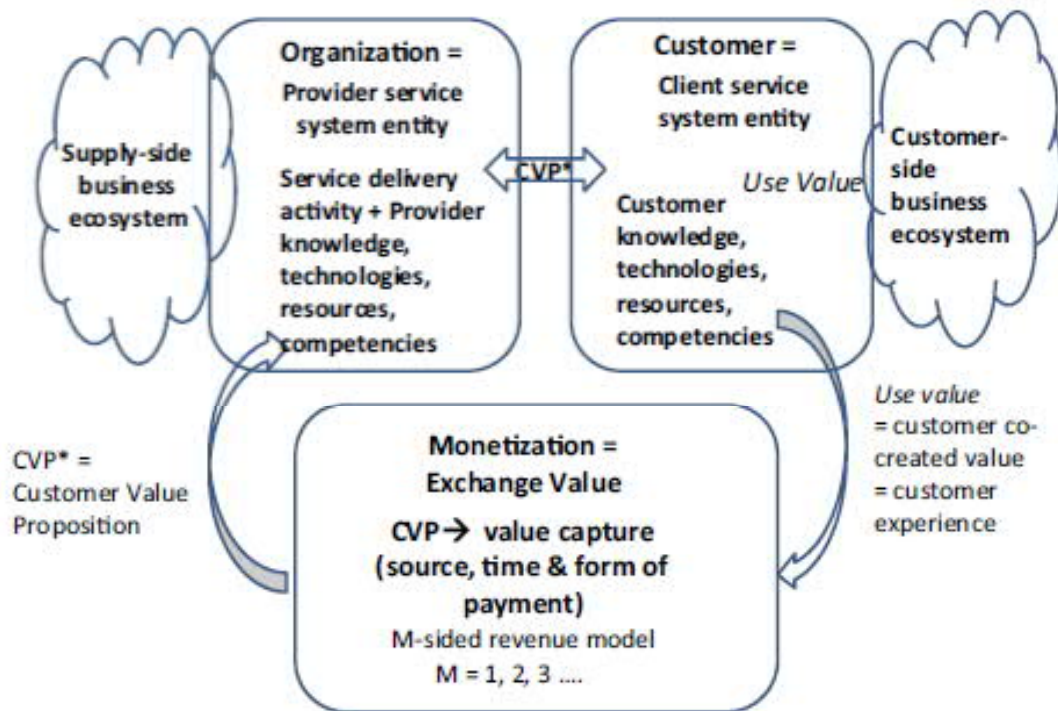 Supply-side
business
ecosystem
Organization =
Provider service
system entity
Service delivery
activity + Provider
knowledge,
technologies,
resources,
competencies
CVP*
Customer =
Client service
system entity
Use Value
Customer
knowledge,
technologies,
resources,
competencies
Customer-
side
business
ecosystem
CVP* =
Customer Value
Proposition
Monetization =
Exchange Value
CVP→ value capture
(source, time & form of
payment)
M-sided revenue model
M = 1, 2, 3 ....
Use value
= customer co-
created value
= customer
experience